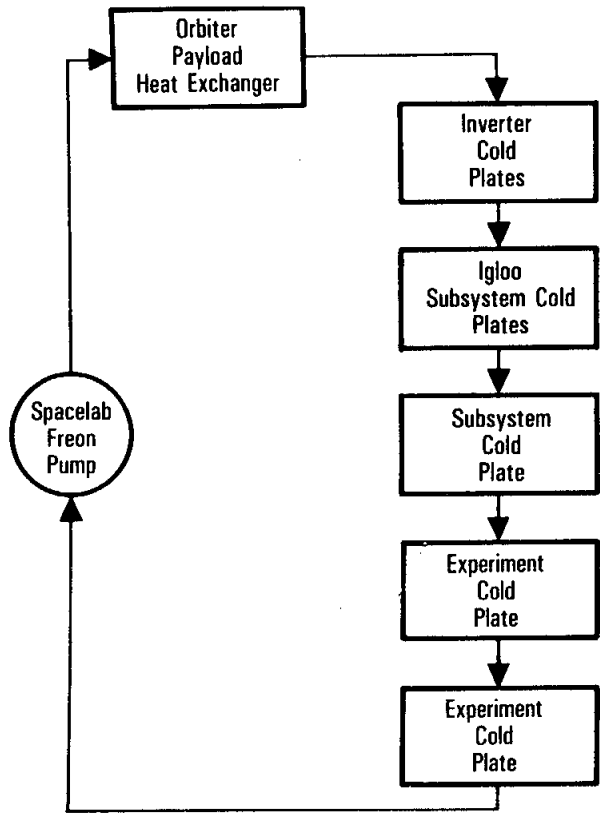 Orbiter
Payload
Heat Exchanger
Inverter
Cold
Plates
Igloo
Subsystem Cold
Plates
Subsystem
Cold
Plate
Experiment
Cold
Plate
Experiment
Cold
Plate
Spacelab
Freon
Pump